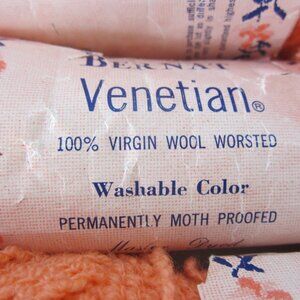 BERNAT
Venetian®
100% VIRGIN WOOL WORSTED
Washable Color
PERMANENTLY MOTH PROOFED